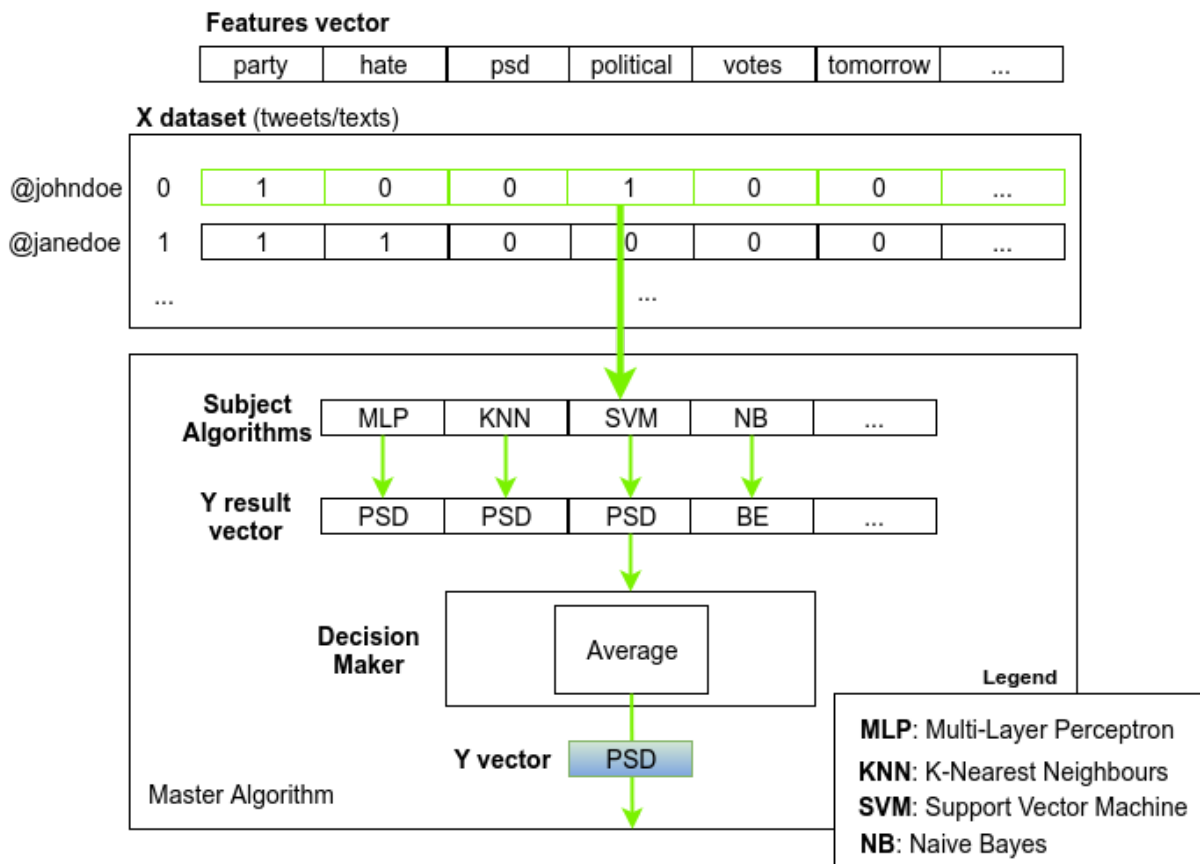 Features vector
party hate psd political votes tomorrow ...
X dataset (tweets/texts)
@johndoe 0 1 0 0 1 0 0 ...
@janedoe 1 1 1 0 0 0 0 ...
... ...
Subject
Algorithms
MLP KNN SVM NB ...
Y result
vector
PSD PSD PSD BE ...
Decision
Maker
Average
Y vector PSD
Master Algorithm
Legend
MLP: Multi-Layer Perceptron
KNN: K-Nearest Neighbours
SVM: Support Vector Machine
NB: Naive Bayes